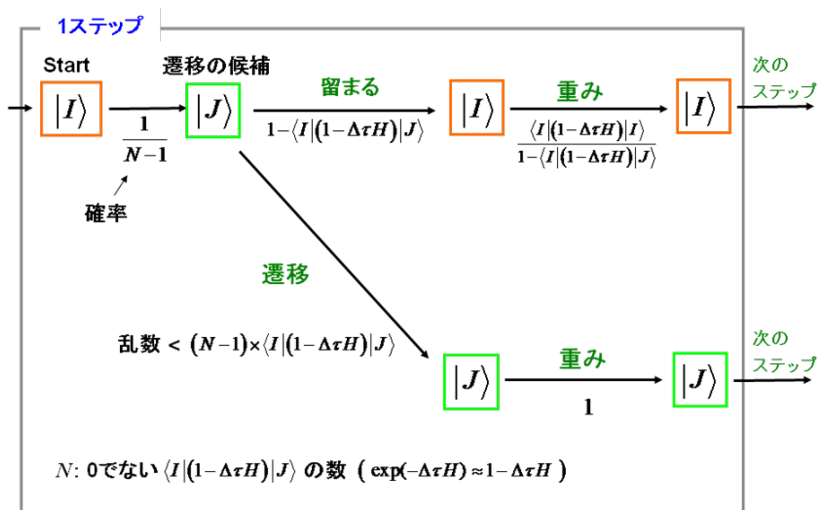 1ステップ
Start
遷移の候補
|I⟩
1
N−1
確率
|J⟩
留まる
1−⟨I|(1−ΔτH)|J⟩
|I⟩
重み
⟨I|(1−ΔτH)|I⟩
1−⟨I|(1−ΔτH)|J⟩
|I⟩
次の
ステップ
遷移
乱数 < (N−1)×⟨I|(1−ΔτH)|J⟩
|J⟩
重み
1
|J⟩
次の
ステップ
N: 0でない ⟨I|(1−ΔτH)|J⟩ の数 ( exp(−ΔτH) ≈ 1−ΔτH )